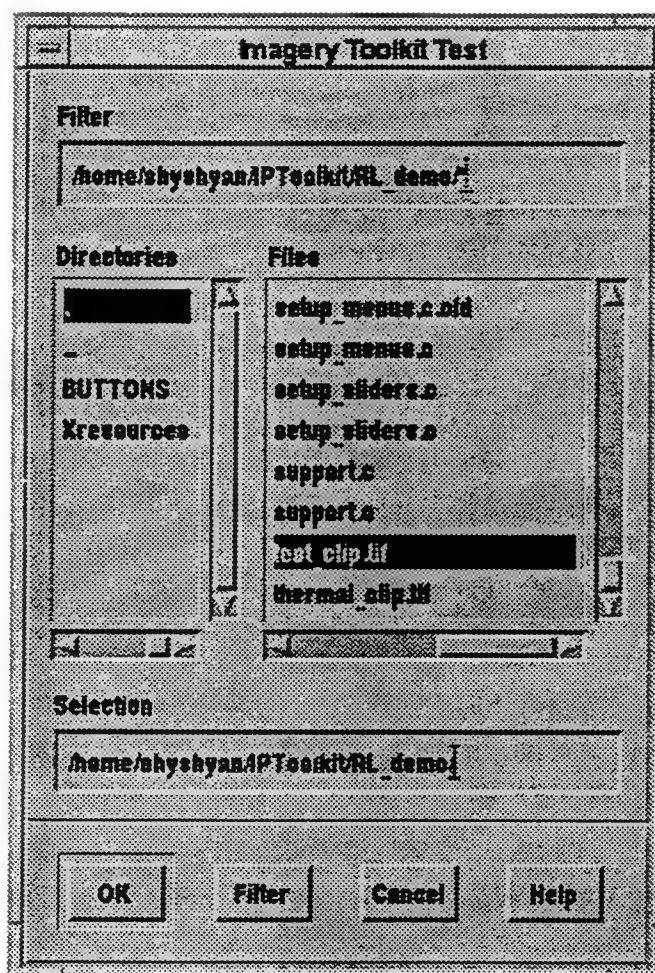 Imagery Toolkit Test
Filter
/home/shyshyan/IPToolkit/RL_demo/*
Directories
Files
.
..
BUTTONS
Xresources
setup_menus.c.old
setup_menus.o
setup_sliders.c
setup_sliders.o
support.c
support.o
test_clip.tif
thermal_clip.tif
Selection
/home/shyshyan/IPToolkit/RL_demo/
OK
Filter
Cancel
Help